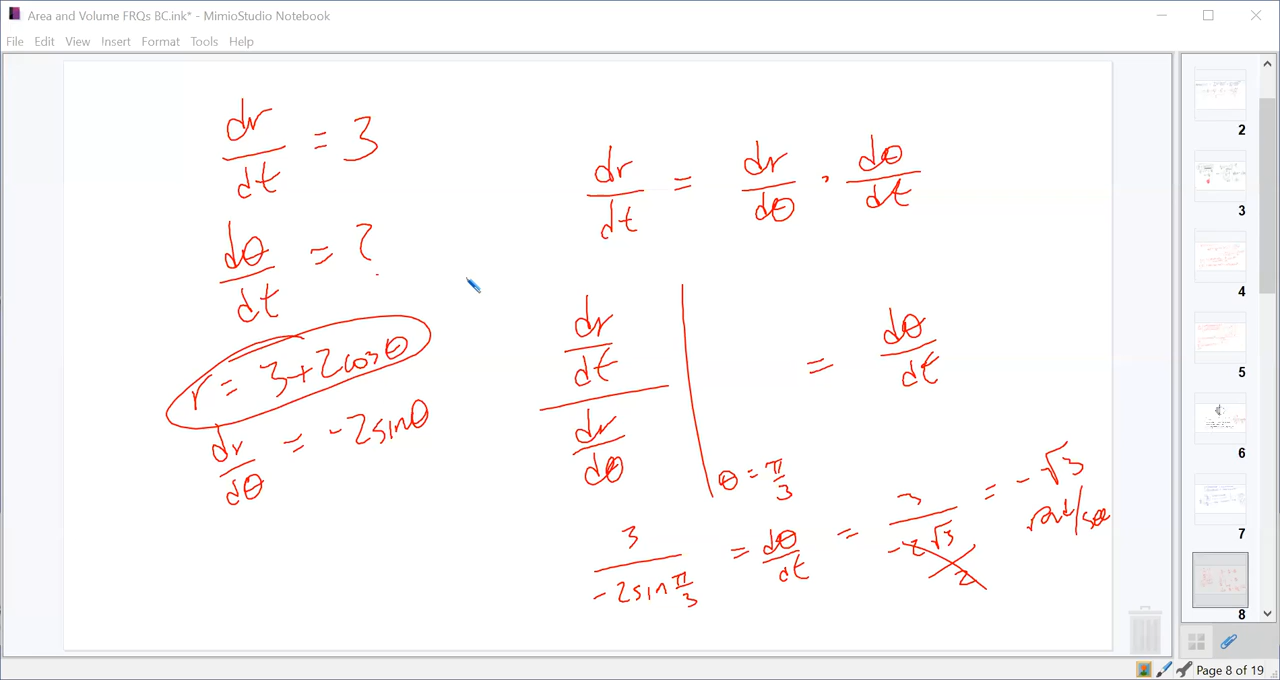 Area and Volume FRQs BC.ink* - MimioStudio Notebook
File Edit View Insert Format Tools Help
dr/dt = 3
dθ/dt = ?
r = 3 + 2cosθ
dr/dθ = -2sinθ
dr/dt = dr/dθ · dθ/dt
(dr/dt)/(dr/dθ) | θ = π/3 = dθ/dt
3/(-2sin π/3) = dθ/dt = 3/(-2√3/2) = -√3
rad/sec
2
3
4
5
6
7
8
Page 8 of 19